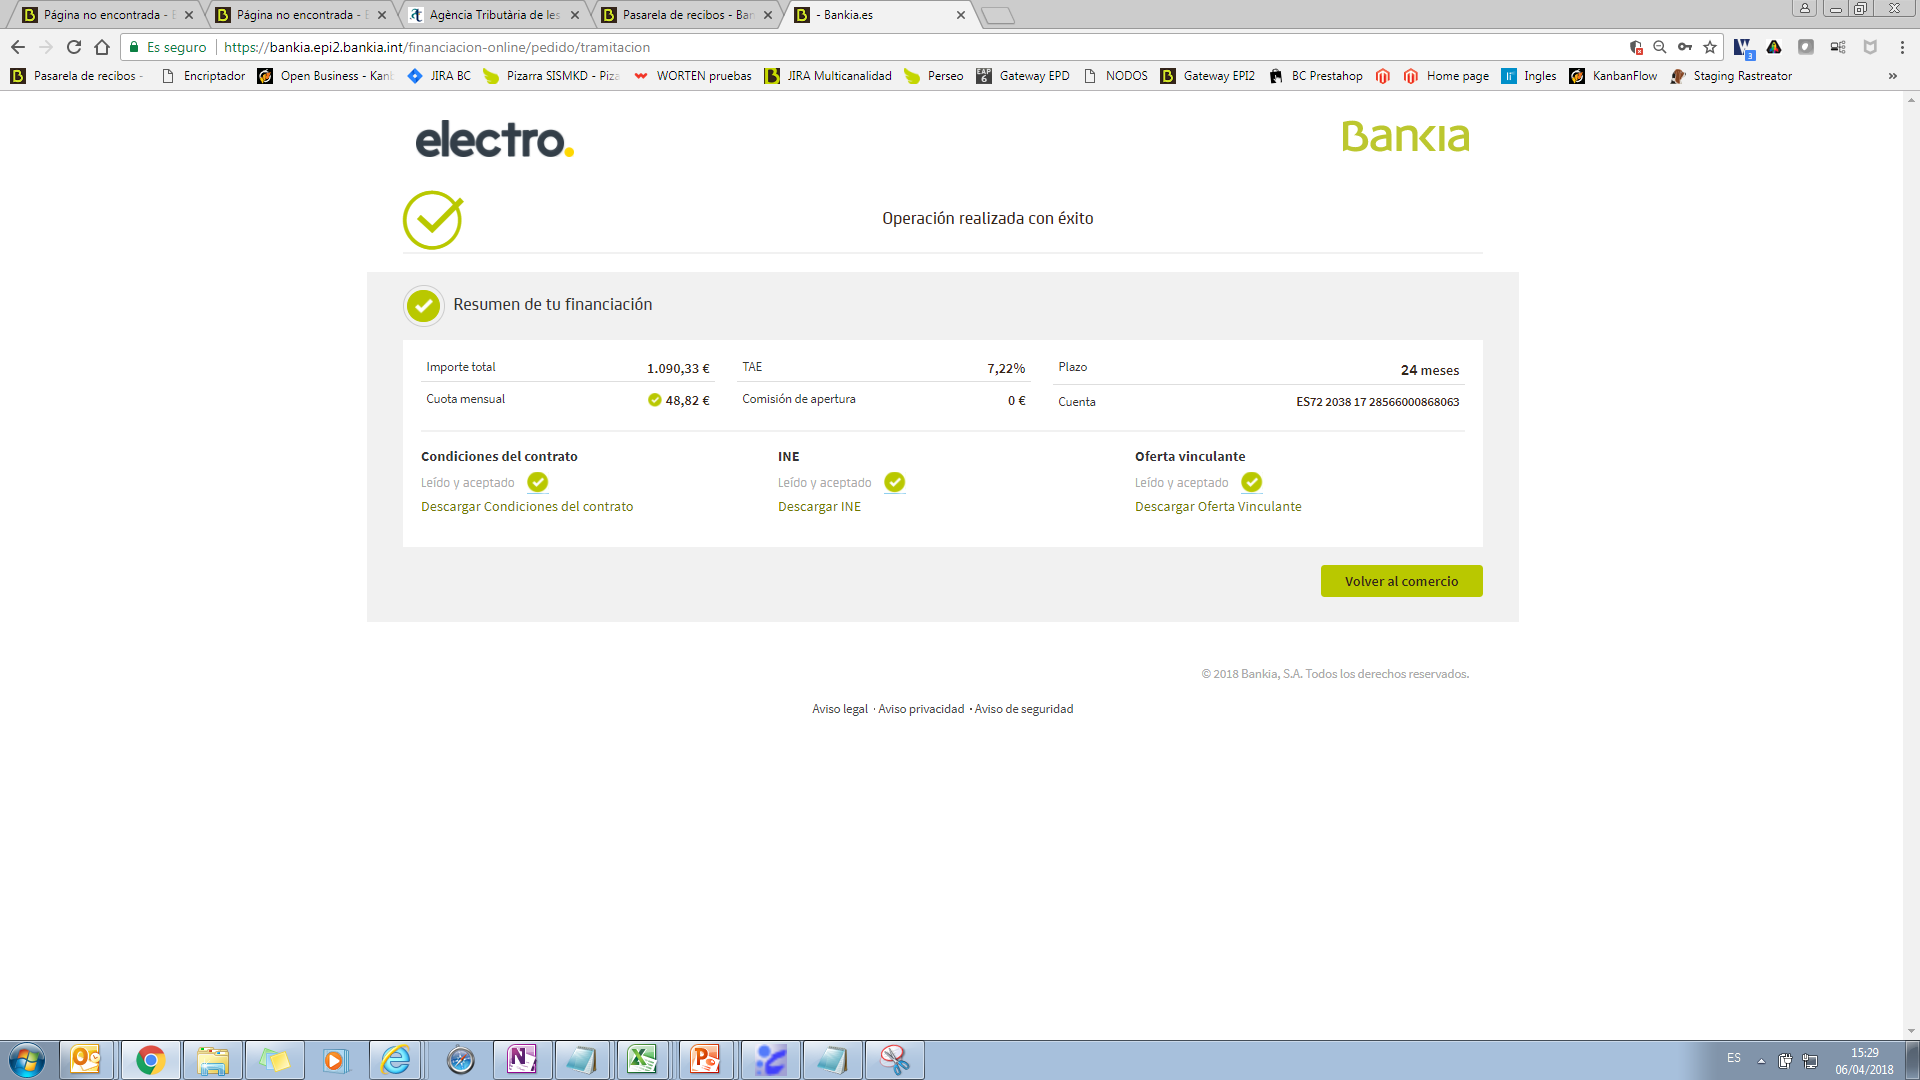 Página no encontrada - Página no encontrada - Agència Tributària de les Pasarela de recibos - Ban - Bankia.es
Es seguro https://bankia.epi2.bankia.int/financiacion-online/pedido/tramitacion
Pasarela de recibos - Encriptador Open Business - Kanb JIRA BC Pizarra SISMKD - Piza WORTEN pruebas JIRA Multicanalidad Perseo Gateway EPD NODOS Gateway EPI2 BC Prestahop Home page Ingles KanbanFlow Staging Rastreator »
electro. Bankia
Operación realizada con éxito
Resumen de tu financiación
Importe total 1.090,33 € TAE 7,22% Plazo 24 meses
Cuota mensual 48,82 € Comisión de apertura 0 € Cuenta ES72 2038 17 28566000868063
Condiciones del contrato INE Oferta vinculante
Leído y aceptado Leído y aceptado Leído y aceptado
Descargar Condiciones del contrato Descargar INE Descargar Oferta Vinculante
Volver al comercio
© 2018 Bankia, S.A. Todos los derechos reservados.
Aviso legal · Aviso privacidad · Aviso de seguridad
ES 15:29
06/04/2018